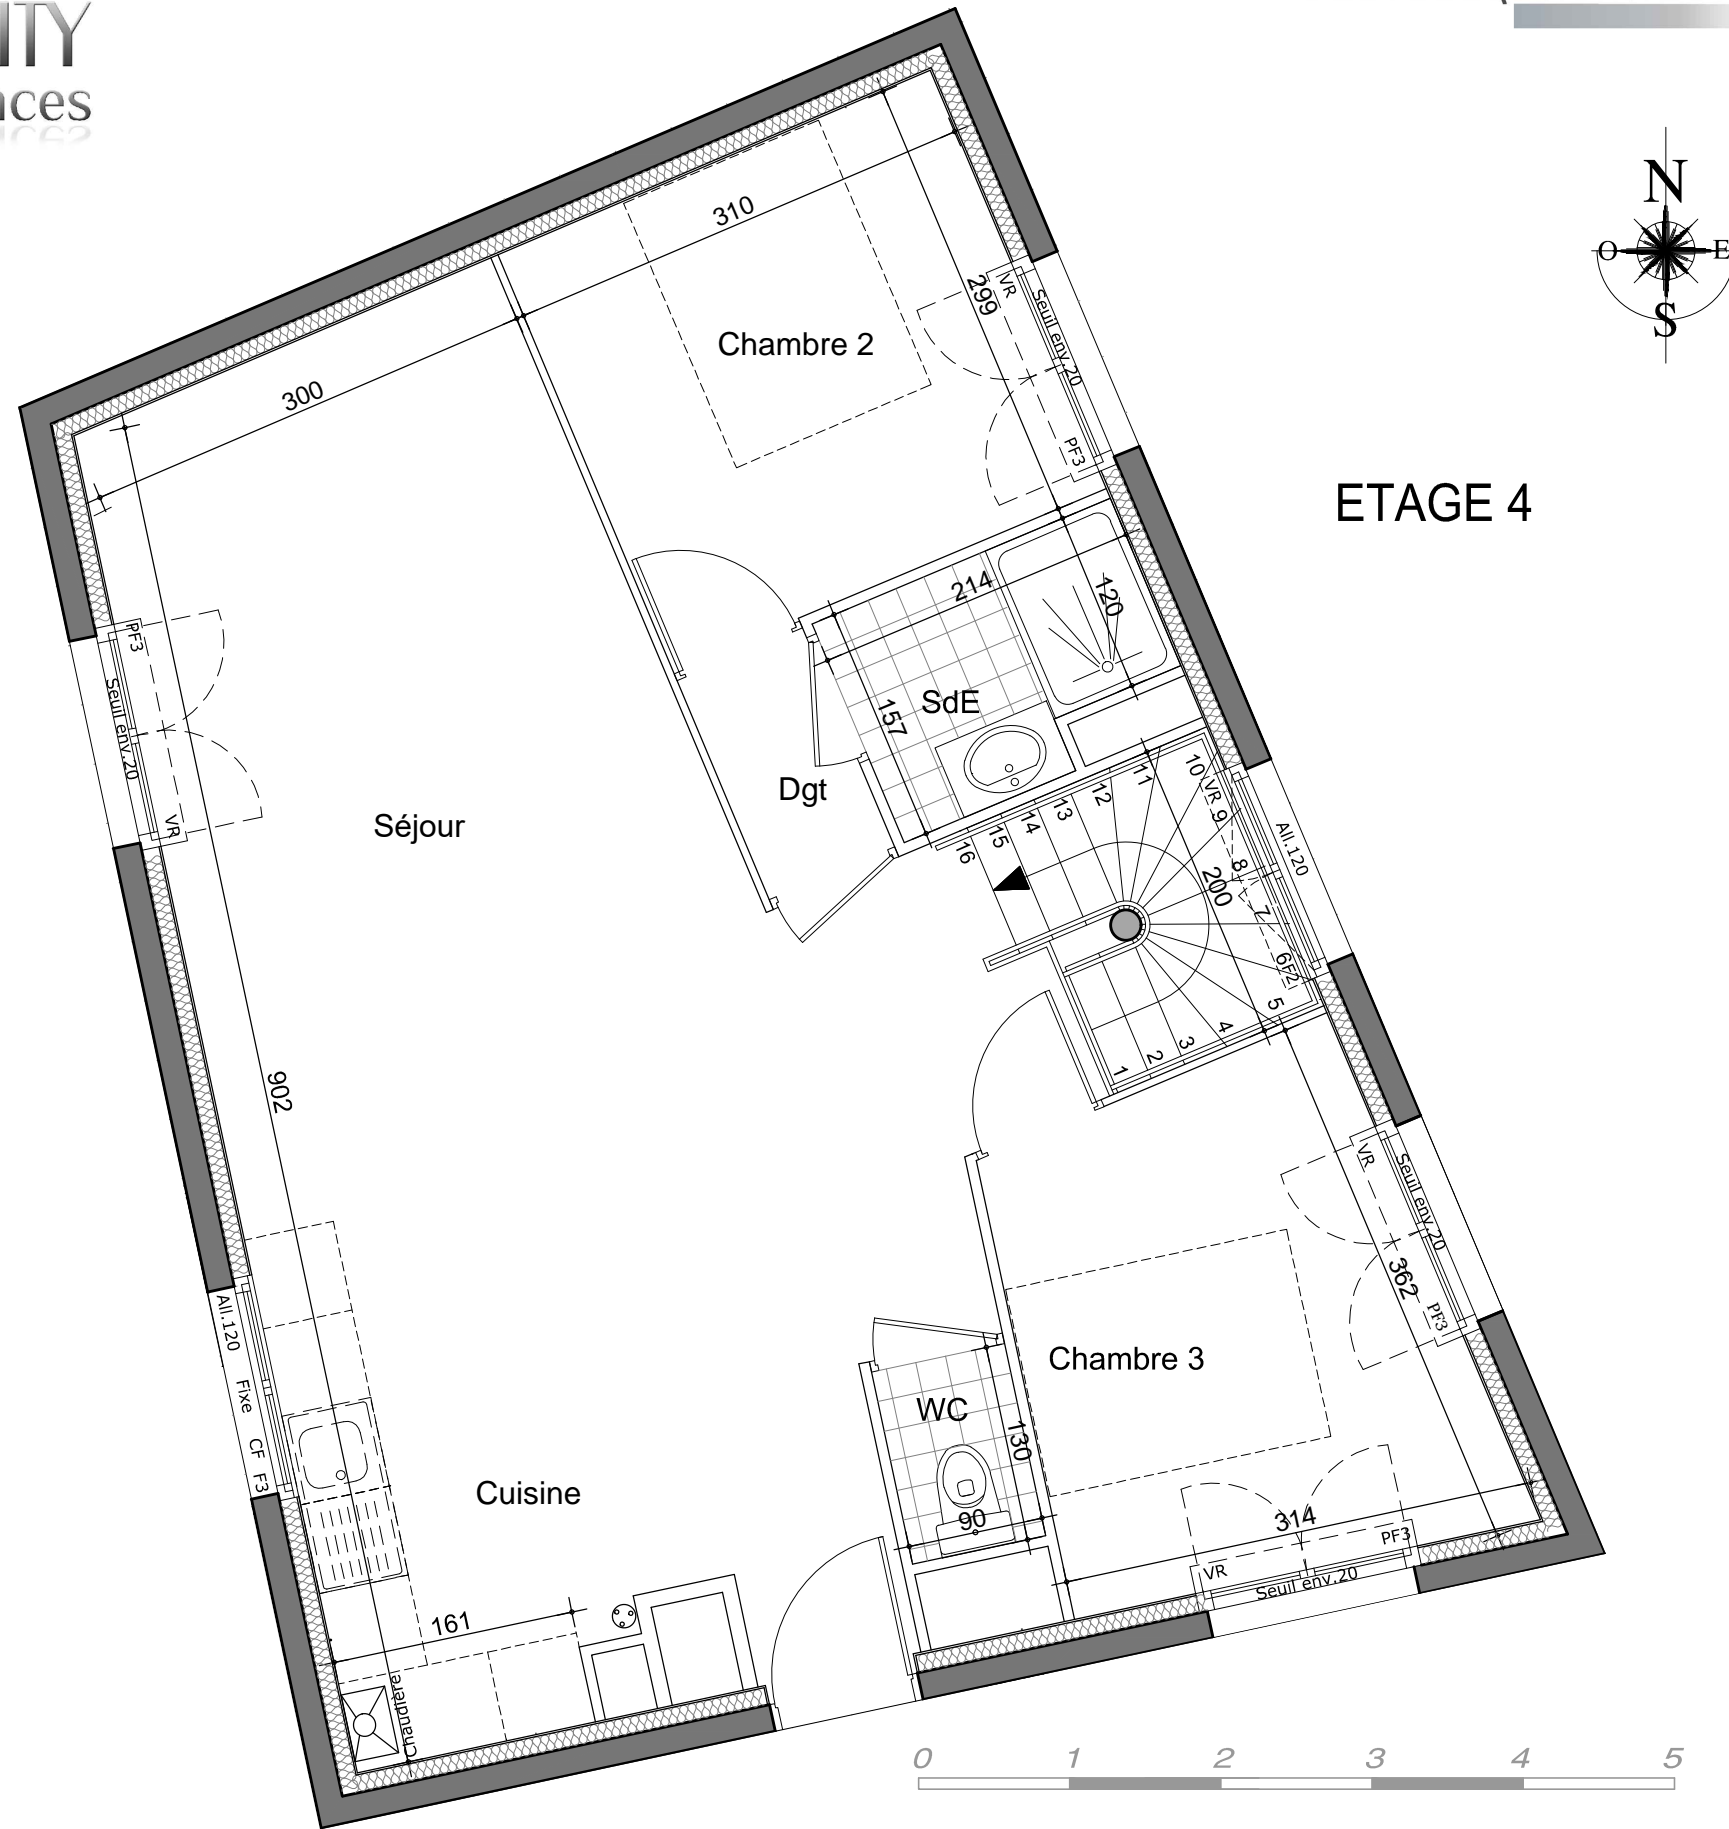 ITY
nces
N
O
E
S
ETAGE 4
310
300
299
VR
Seuil env.20
PF3
Chambre 2
214
120
157
SdE
Dgt
Séjour
PF3
Seuil env.20
VR
902
16
15
14
13
12
11
10
9
8
7
6
5
4
3
2
1
VR
F2
200
All.120
VR
Seuil env.20
PF3
362
Chambre 3
WC
130
90
314
VR
PF3
Seuil env.20
All.120
Fixe
CF
F3
Cuisine
161
Chaudière
0 1 2 3 4 5